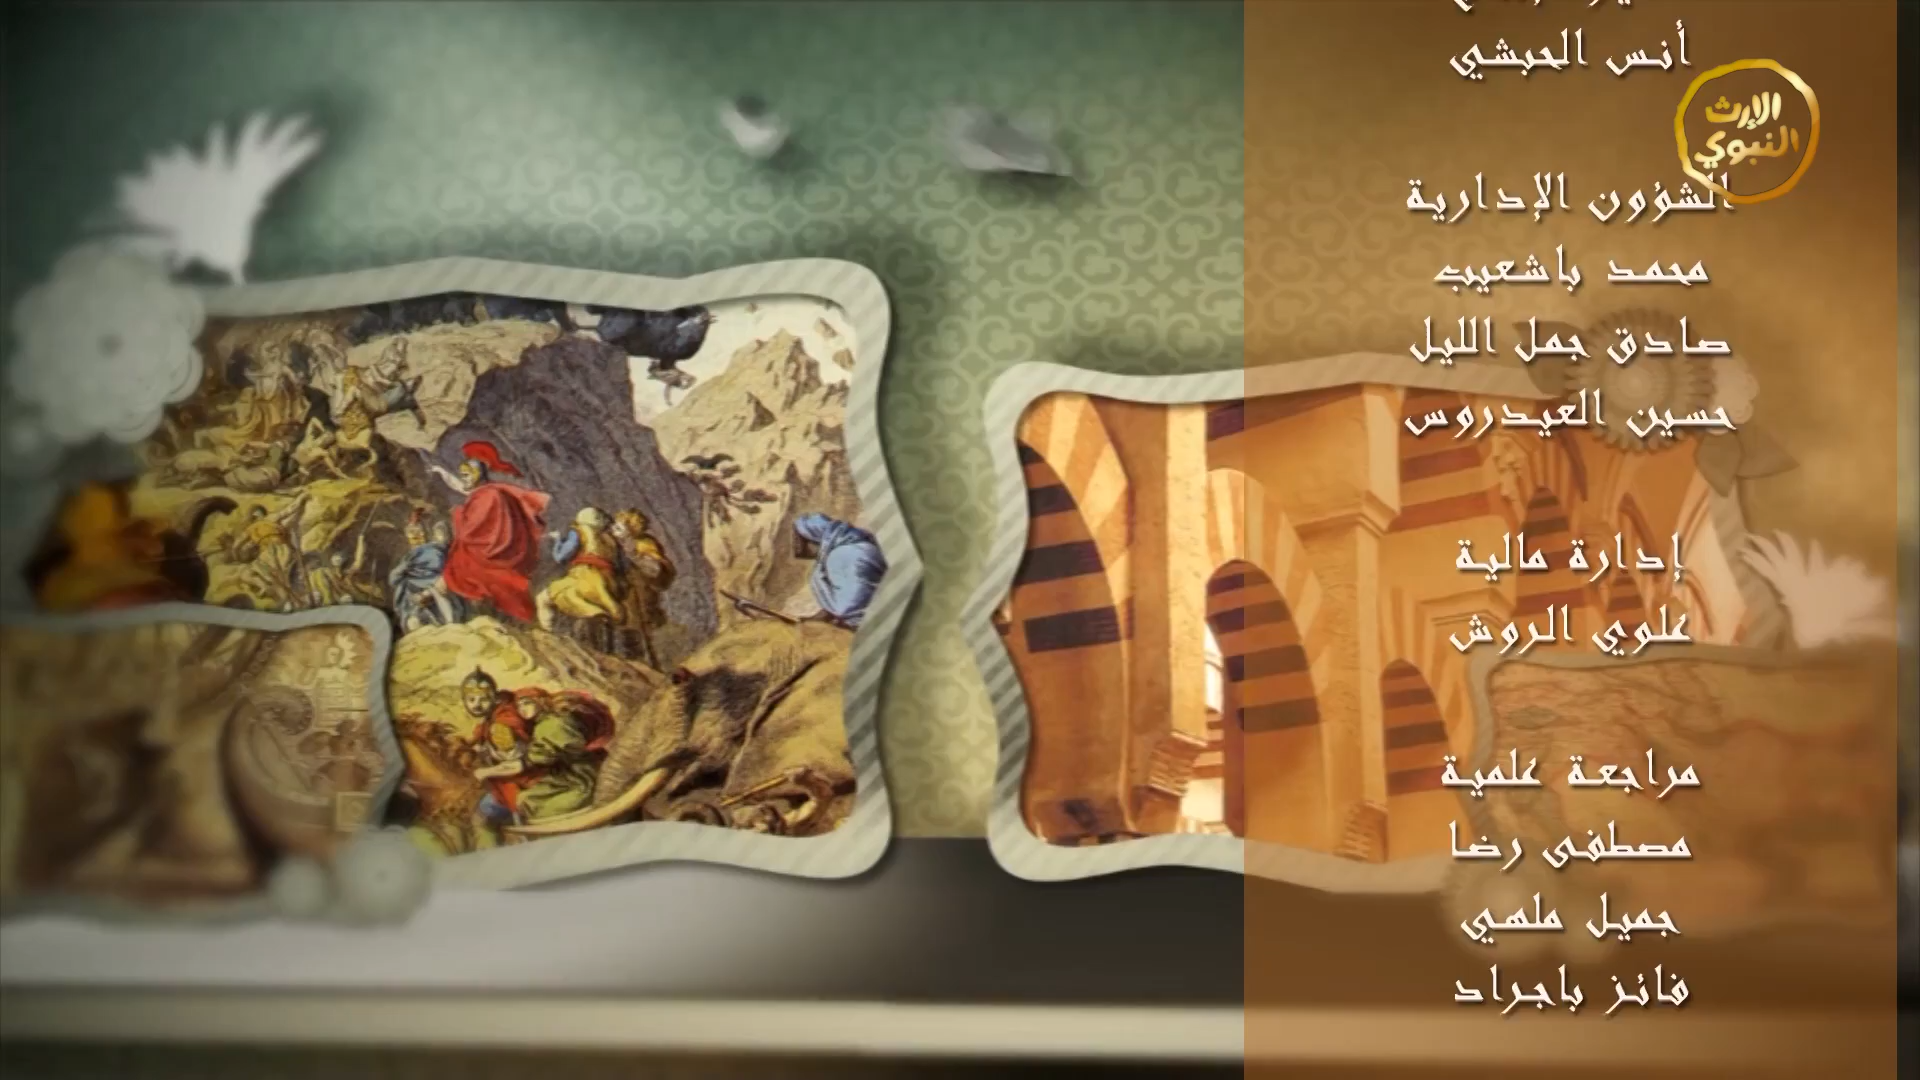 أنس الحبشي
الإرث
النبوي
الشؤون الإدارية
محمد باشعيب
صادق جمل الليل
حسين العيدروس
إدارة مالية
علوي الروش
مراجعة علمية
مصطفى رضا
جميل ملهي
فائز باجراد